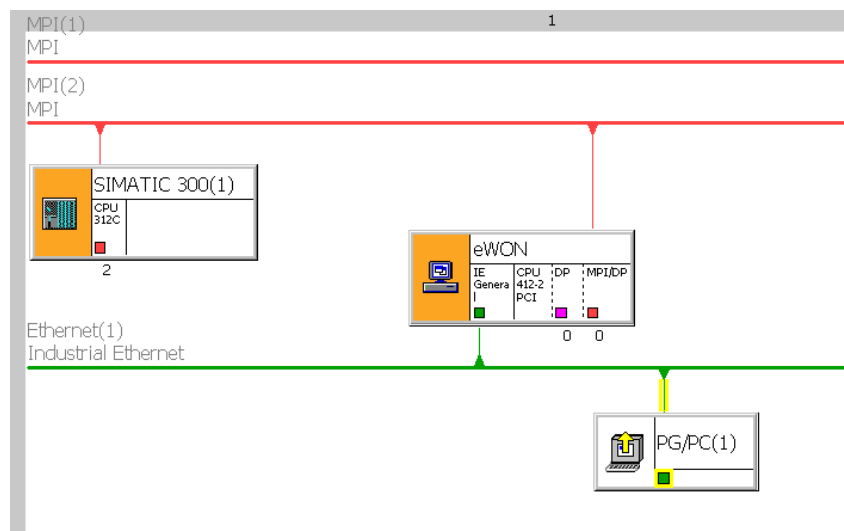 1
MPI(1)
MPI
MPI(2)
MPI
SIMATIC 300(1)
CPU
312C
2
eWON
IE
Genera
l
CPU
412-2
PCI
DP
MPI/DP
0
0
Ethernet(1)
Industrial Ethernet
PG/PC(1)